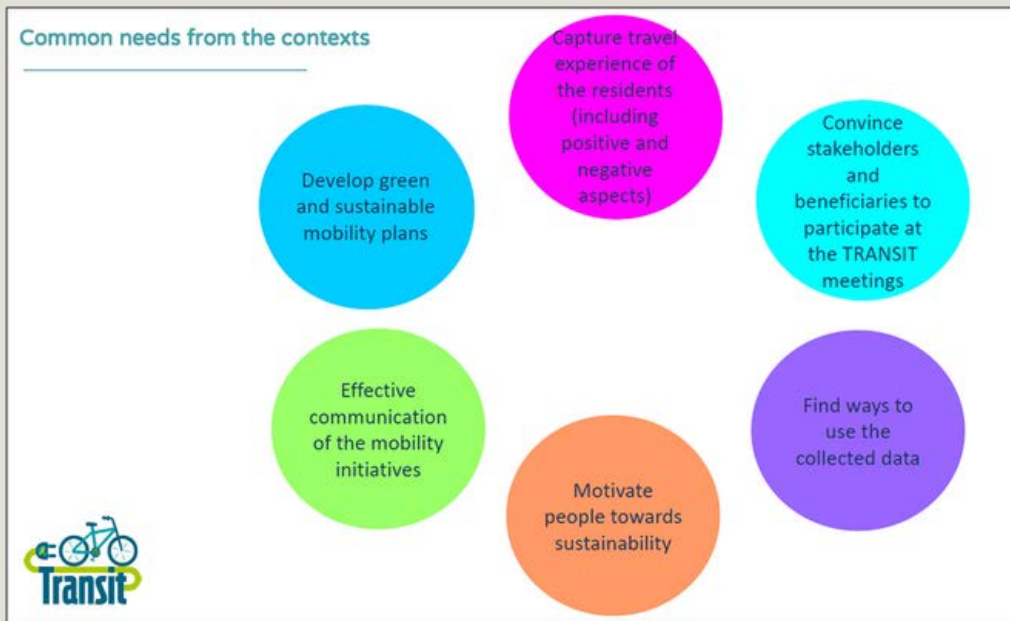 Common needs from the contexts
Capture travel
experience of
the residents
(including
positive and
negative
aspects)
Convince
stakeholders
and
beneficiaries to
participate at
the TRANSIT
meetings
Find ways to
use the
collected data
Motivate
people towards
sustainability
Effective
communication
of the mobility
initiatives
Develop green
and sustainable
mobility plans
Transit